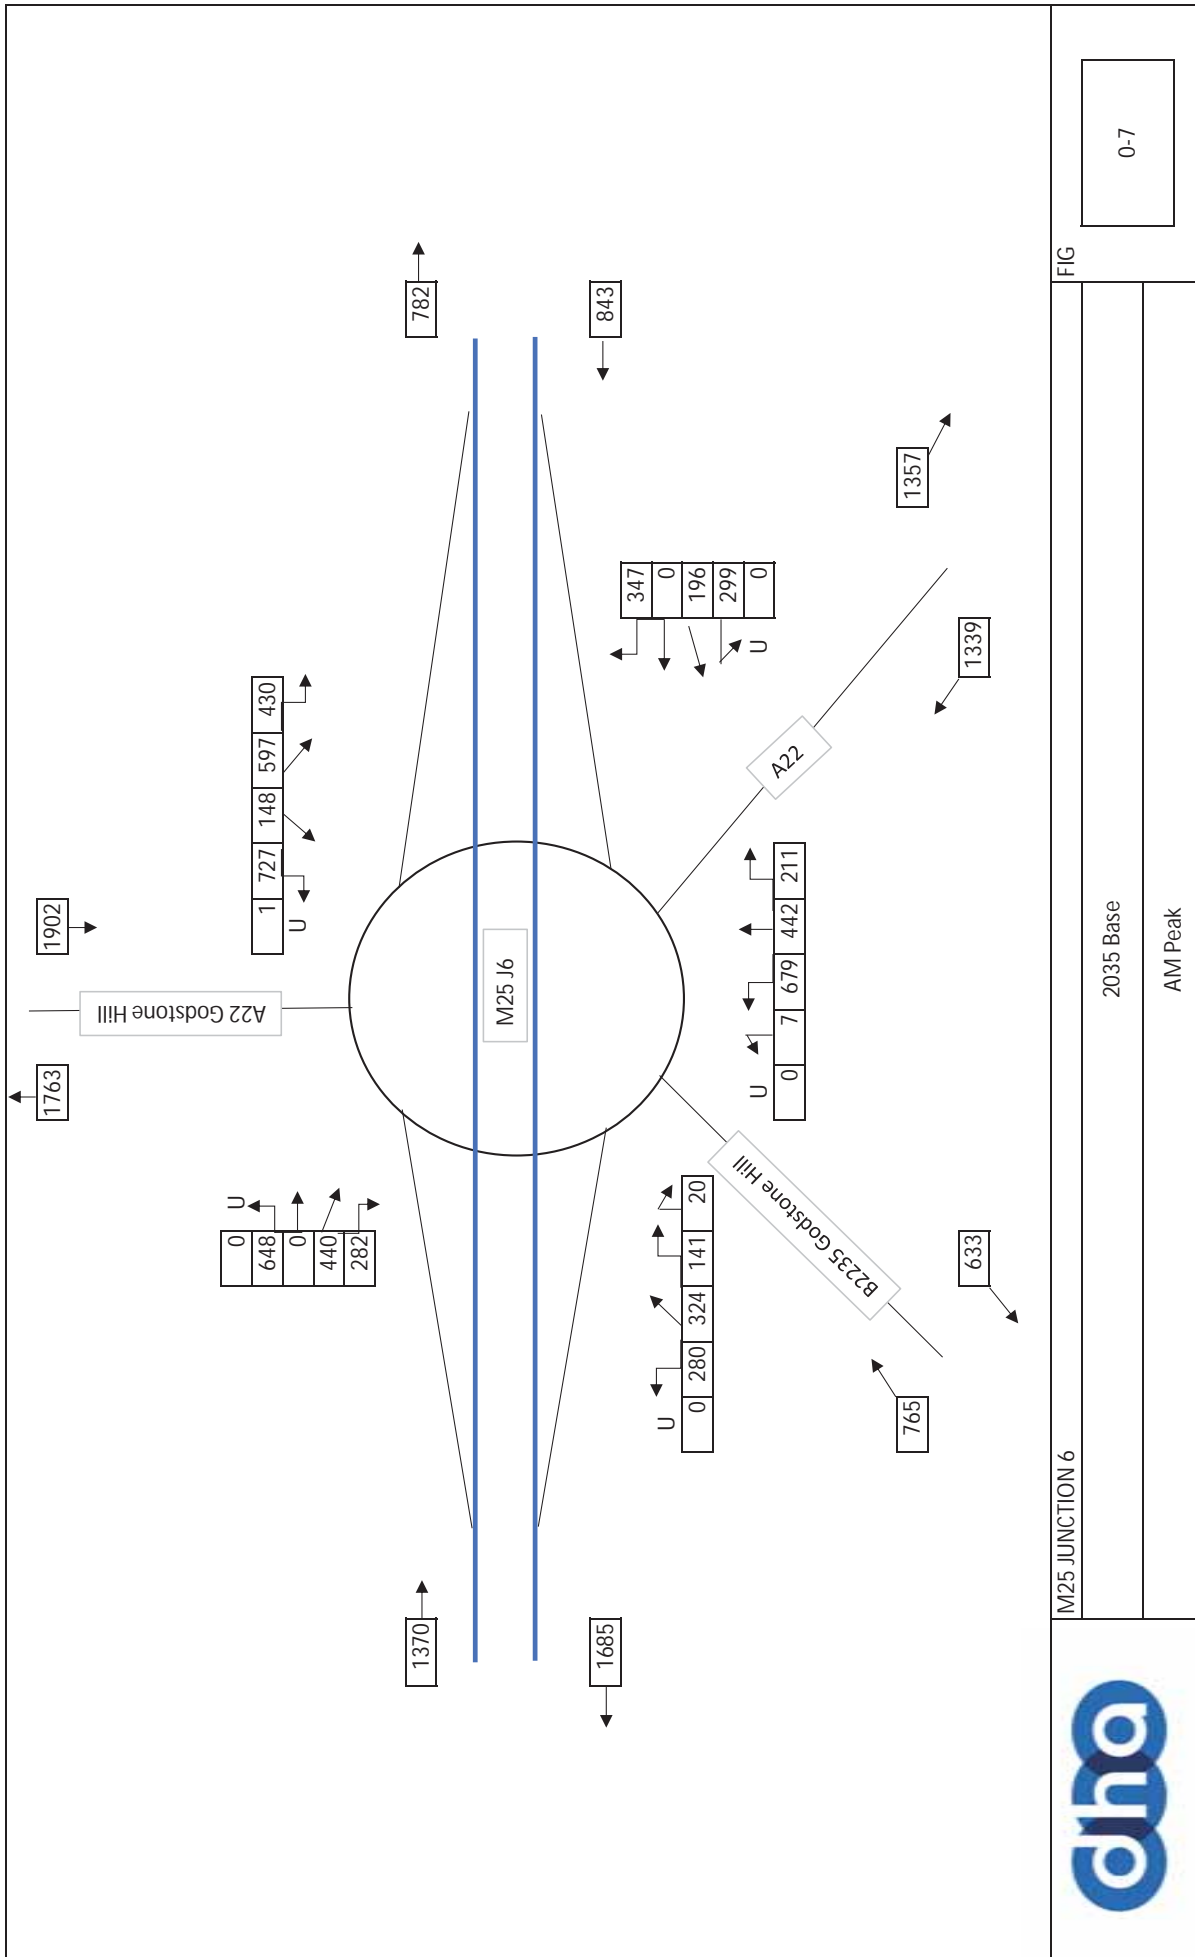 1763
1902
A22 Godstone Hill
U
0
648
0
440
282
1 727 148 597 430
U
1370
782
M25 J6
1685
843
347
0
196
299
0
U
U
0 280 324 141 20
U
0 7 679 442 211
A22
B2235 Godstone Hill
765
633
1339
1357
dha
M25 JUNCTION 6
2035 Base
AM Peak
FIG
0-7